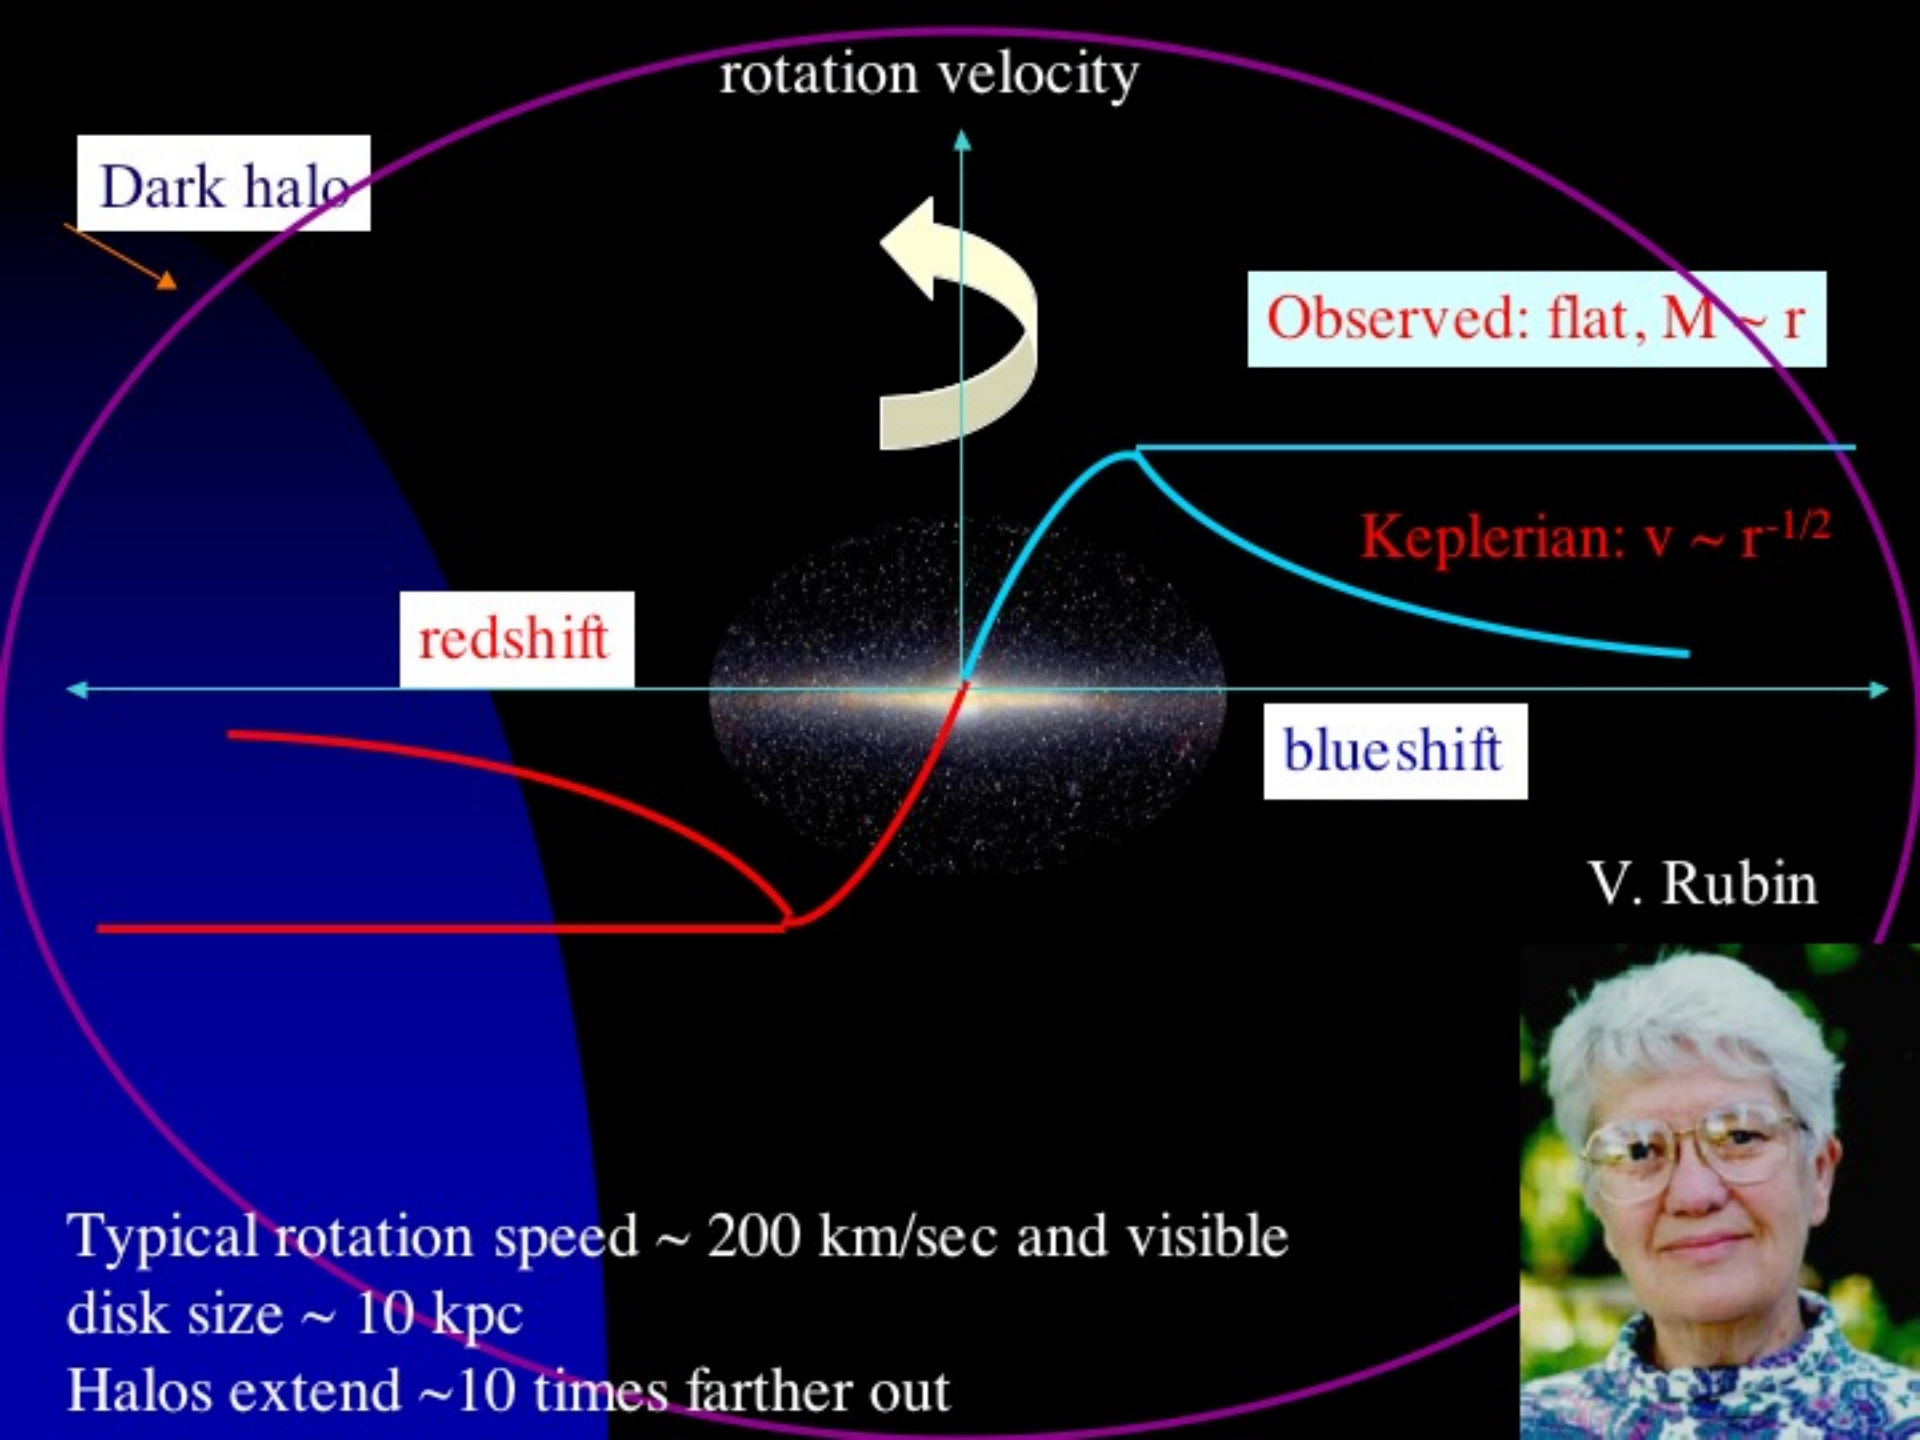 rotation velocity
Dark halo
Observed: flat, M ~ r
Keplerian: v ~ r⁻¹/²
redshift
blueshift
V. Rubin
Typical rotation speed ~ 200 km/sec and visible
disk size ~ 10 kpc
Halos extend ~10 times farther out